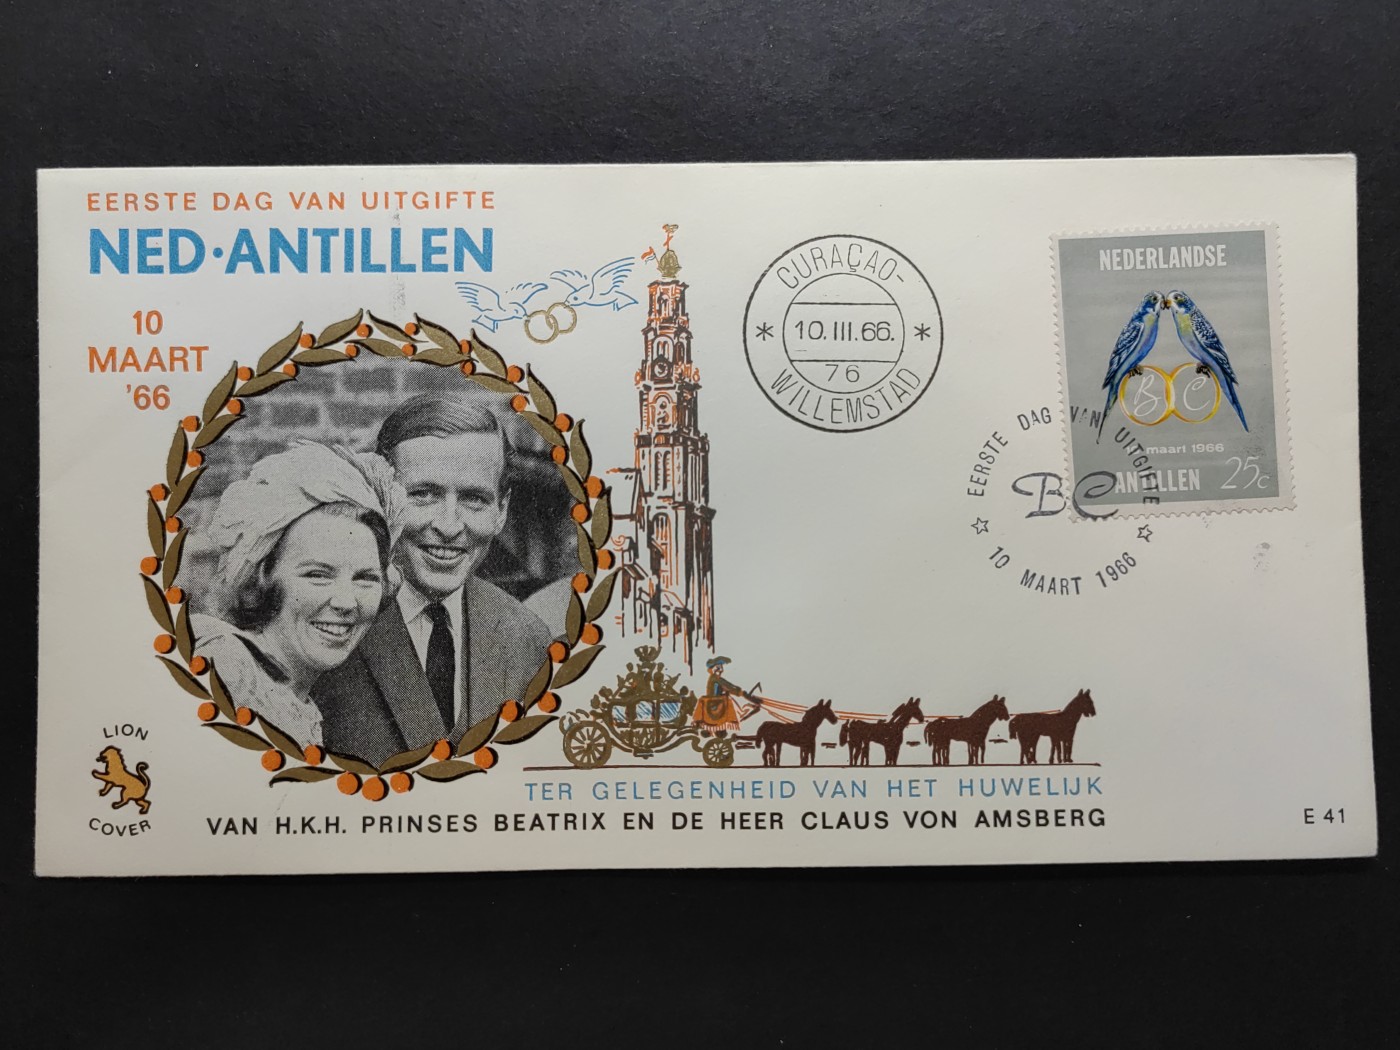 EERSTE DAG VAN UITGIFTE
NED·ANTILLEN
10
MAART
'66
CURAÇAO-
* 10.III.66. *
76
WILLEMSTAD
NEDERLANDSE
B C
maart 1966
ANTILLEN 25c
EERSTE DAG VAN UITGIFTE
BC
☆ 10 MAART 1966 ☆
LION
COVER
TER GELEGENHEID VAN HET HUWELIJK
VAN H.K.H. PRINSES BEATRIX EN DE HEER CLAUS VON AMSBERG
E 41